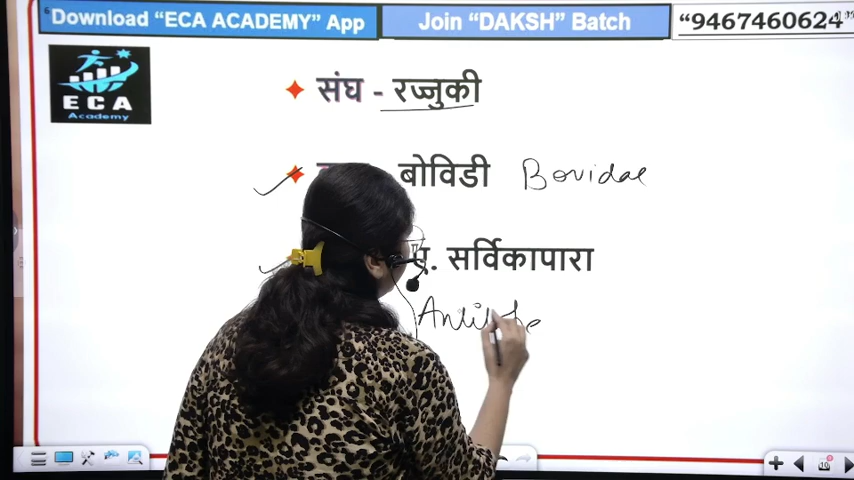 Download “ECA ACADEMY” App
Join “DAKSH” Batch
“9467460624”
ECA
Academy
संघ - रज्जुकी
बोविडी Bovidae
ए. सर्विकापारा